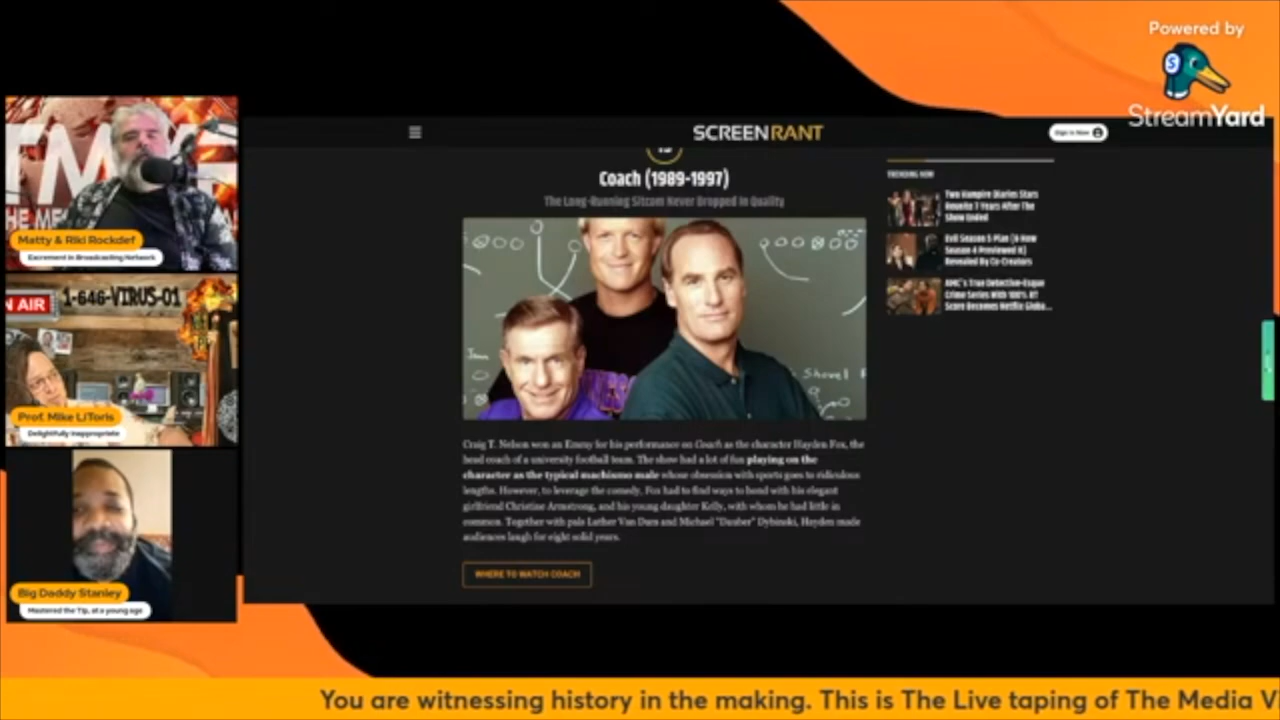 Powered by
StreamYard
SCREENRANT
Sign In Now
Coach (1989-1997)
The Long-Running Sitcom Never Dropped In Quality
TRENDING NOW
Two Vampire Diaries Stars
Reunite 7 Years After The
Show Ended
Evil Season 5 Plan (& How
Season 4 Previewed It)
Revealed By Co-Creators
AMC's True Detective-Esque
Crime Series With 100% RT
Score Becomes Netflix Globa...
Matty & Riki Rockdef
Excrement in Broadcasting Network
N AIR
1-646-VIRUS-01
Prof. Mike LiToris
Delightfully Inappropriate
Big Daddy Stanley
Mastered the Tip, at a young age
Craig T. Nelson won an Emmy for his performance on Coach as the character Hayden Fox, the
head coach of a university football team. The show had a lot of fun playing on the
character as the typical machismo male whose obsession with sports goes to ridiculous
lengths. However, to leverage the comedy, Fox had to find ways to bond with his elegant
girlfriend Christine Armstrong, and his young daughter Kelly, with whom he had little in
common. Together with pals Luther Van Dam and Michael "Dauber" Dybinski, Hayden made
audiences laugh for eight solid years.
WHERE TO WATCH COACH
You are witnessing history in the making. This is The Live taping of The Media V